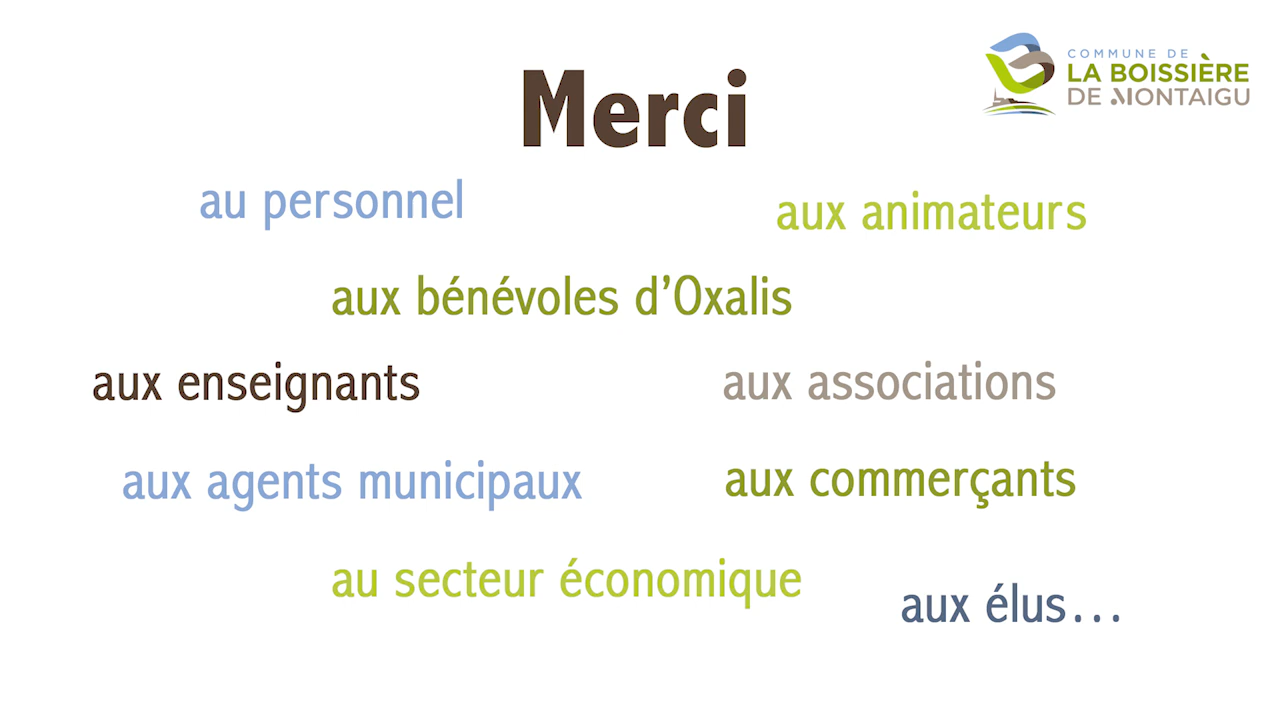 Merci
COMMUNE DE
LA BOISSIÈRE
DE MONTAIGU
au personnel
aux animateurs
aux bénévoles d’Oxalis
aux enseignants
aux associations
aux agents municipaux
aux commerçants
au secteur économique
aux élus…